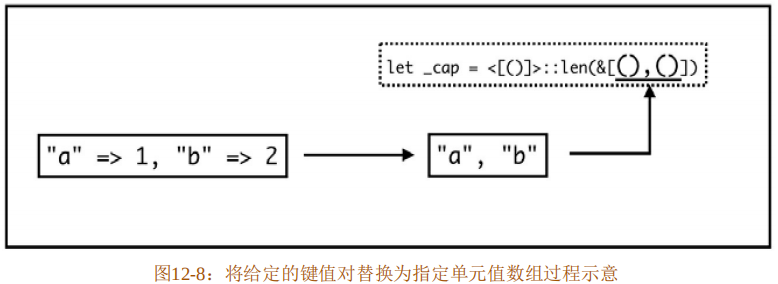 let _cap = <[()]>::len(&[(),()])
"a" => 1, "b" => 2
"a", "b"
图12-8：将给定的键值对替换为指定单元值数组过程示意